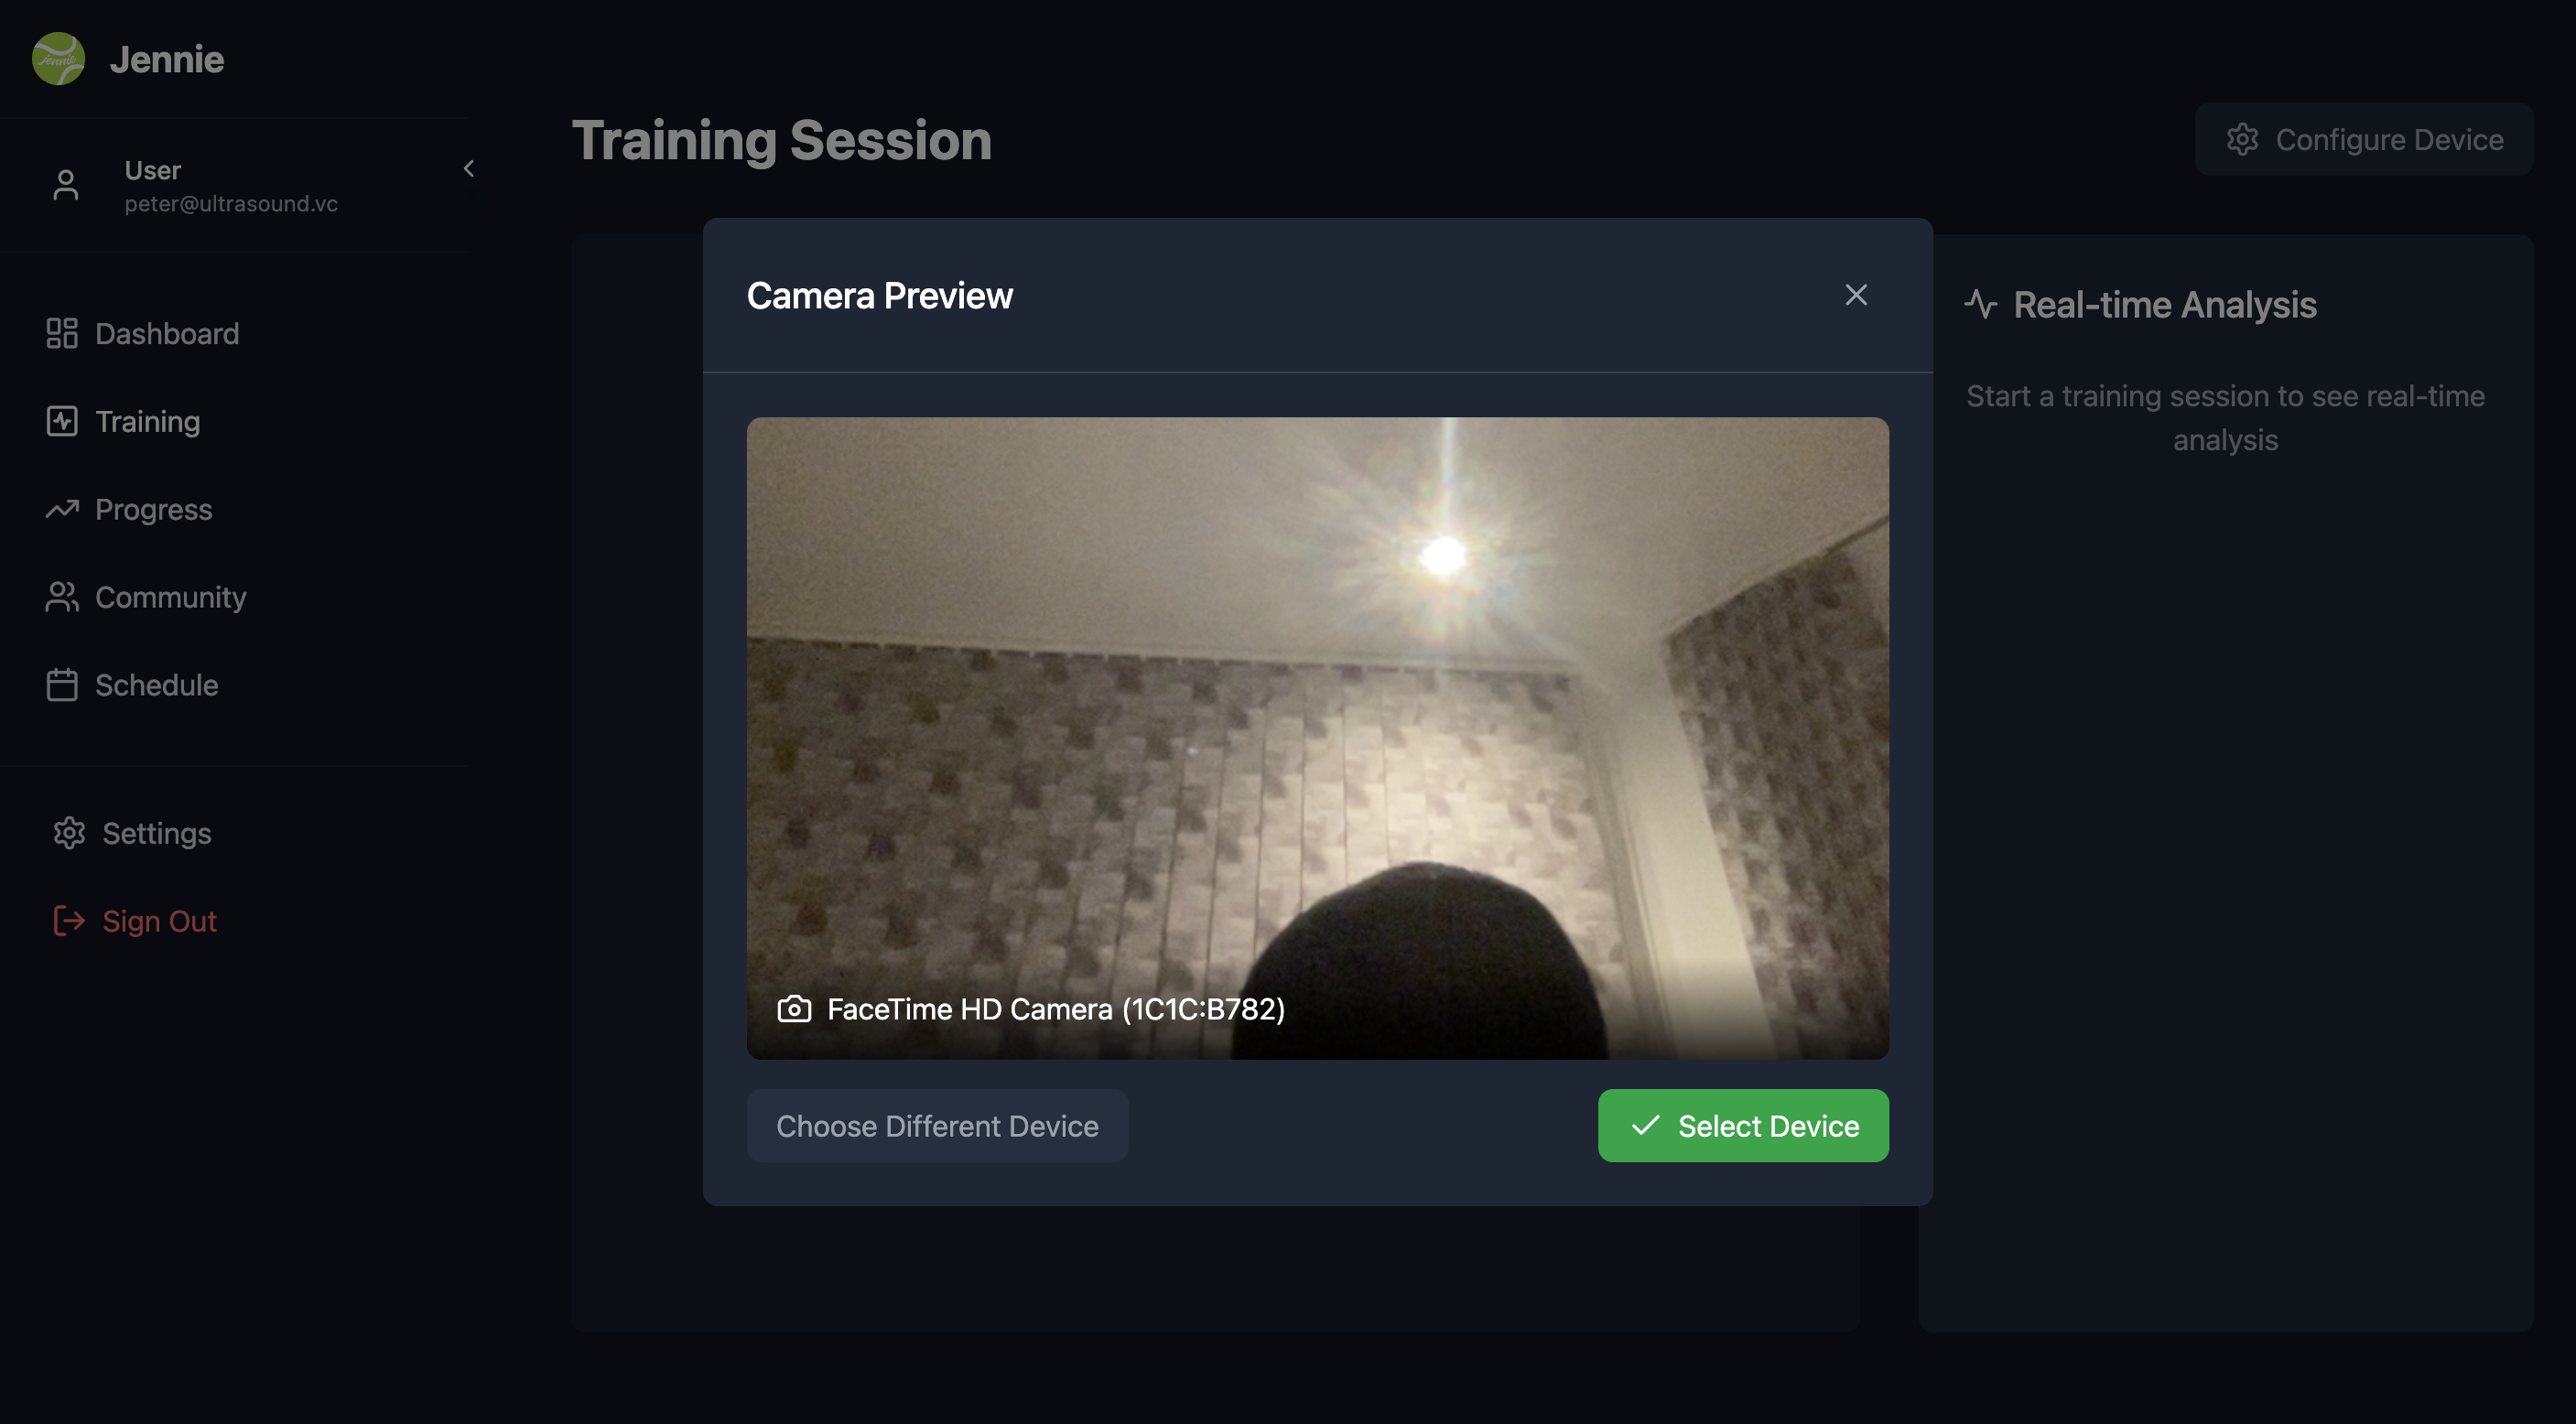 Jennie
Jennie
User
peter@ultrasound.vc
Dashboard
Training
Progress
Community
Schedule
Settings
Sign Out
Training Session
Configure Device
Camera Preview
FaceTime HD Camera (1C1C:B782)
Choose Different Device
Select Device
Real-time Analysis
Start a training session to see real-time
analysis